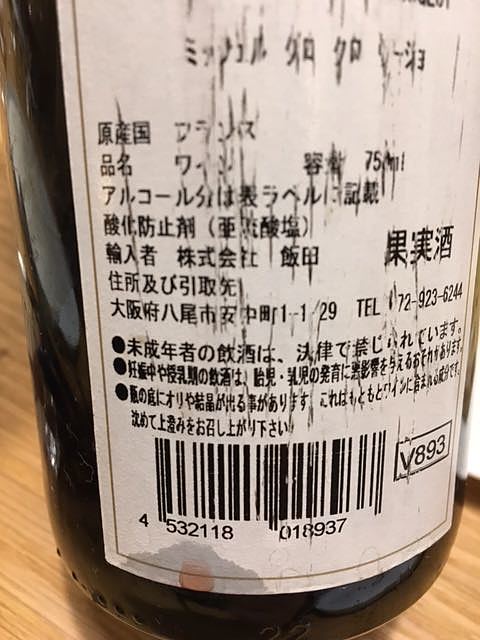 ミッシェル グロ クロ
原産国 フランス
品名 ワイン 容量 750ml
アルコール分は表ラベルに記載
酸化防止剤（亜硫酸塩）
輸入者 株式会社 飯田
果実酒
住所及び引取先
大阪府八尾市安中町1-1-29 TEL 072-923-6244
●未成年者の飲酒は、法律で禁じられています。
●妊娠中や授乳期の飲酒は、胎児・乳児の発育に悪影響を与えるおそれがあります。
●瓶の底にオリや結晶が出る事があります。これはもともとワインに含まれる成分です。
沈めて上澄みをお召し上がり下さい。
V893
4 532118 018937